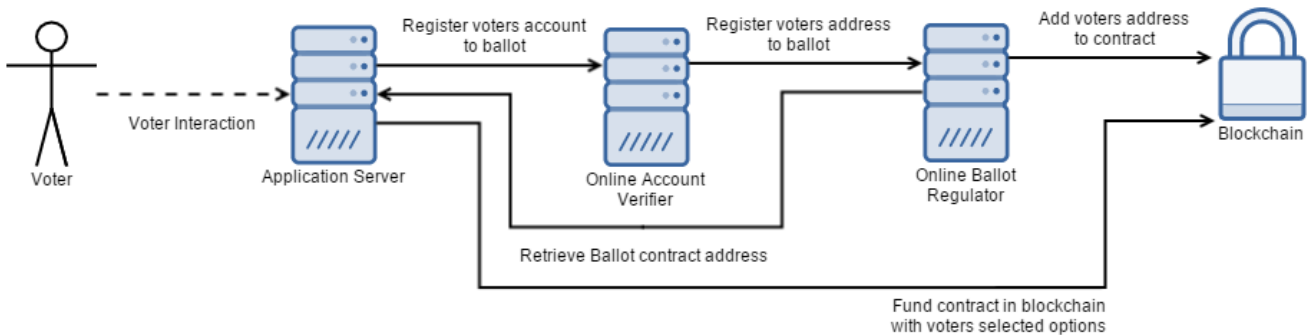 Register voters account
to ballot
Register voters address
to ballot
Add voters address
to contract
Voter Interaction
Blockchain
Voter
Application Server
Online Account
Verifier
Online Ballot
Regulator
Retrieve Ballot contract address
Fund contract in blockchain
with voters selected options